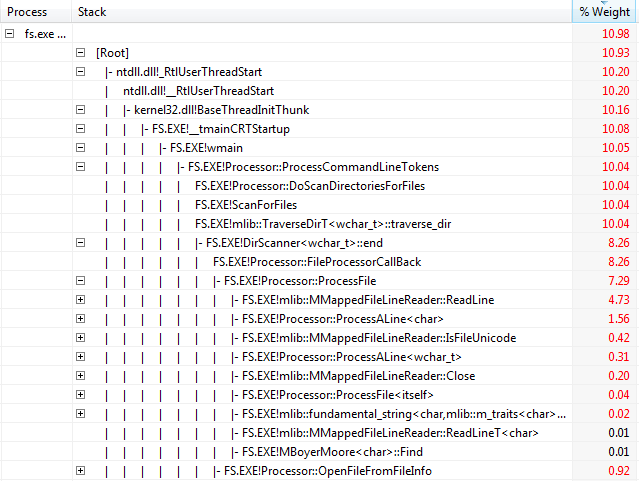 Process Stack % Weight
fs.exe ... 10.98
[Root] 10.93
|- ntdll.dll!_RtlUserThreadStart 10.20
| ntdll.dll!__RtlUserThreadStart 10.20
|- kernel32.dll!BaseThreadInitThunk 10.16
| |- FS.EXE!__tmainCRTStartup 10.08
| | |- FS.EXE!wmain 10.05
| | | |- FS.EXE!Processor::ProcessCommandLineTokens 10.04
| | | | FS.EXE!Processor::DoScanDirectoriesForFiles 10.04
| | | | FS.EXE!ScanForFiles 10.04
| | | | FS.EXE!mlib::TraverseDirT<wchar_t>::traverse_dir 10.04
| | | | |- FS.EXE!DirScanner<wchar_t>::end 8.26
| | | | | FS.EXE!Processor::FileProcessorCallBack 8.26
| | | | | |- FS.EXE!Processor::ProcessFile 7.29
| | | | | | |- FS.EXE!mlib::MMappedFileLineReader::ReadLine 4.73
| | | | | | |- FS.EXE!Processor::ProcessALine<char> 1.56
| | | | | | |- FS.EXE!mlib::MMappedFileLineReader::IsFileUnicode 0.42
| | | | | | |- FS.EXE!Processor::ProcessALine<wchar_t> 0.31
| | | | | | |- FS.EXE!mlib::MMappedFileLineReader::Close 0.20
| | | | | | |- FS.EXE!Processor::ProcessFile<itself> 0.04
| | | | | | |- FS.EXE!mlib::fundamental_string<char,mlib::m_traits<char>... 0.02
| | | | | | |- FS.EXE!mlib::MMappedFileLineReader::ReadLineT<char> 0.01
| | | | | | |- FS.EXE!MBoyerMoore<char>::Find 0.01
| | | | | |- FS.EXE!Processor::OpenFileFromFileInfo 0.92